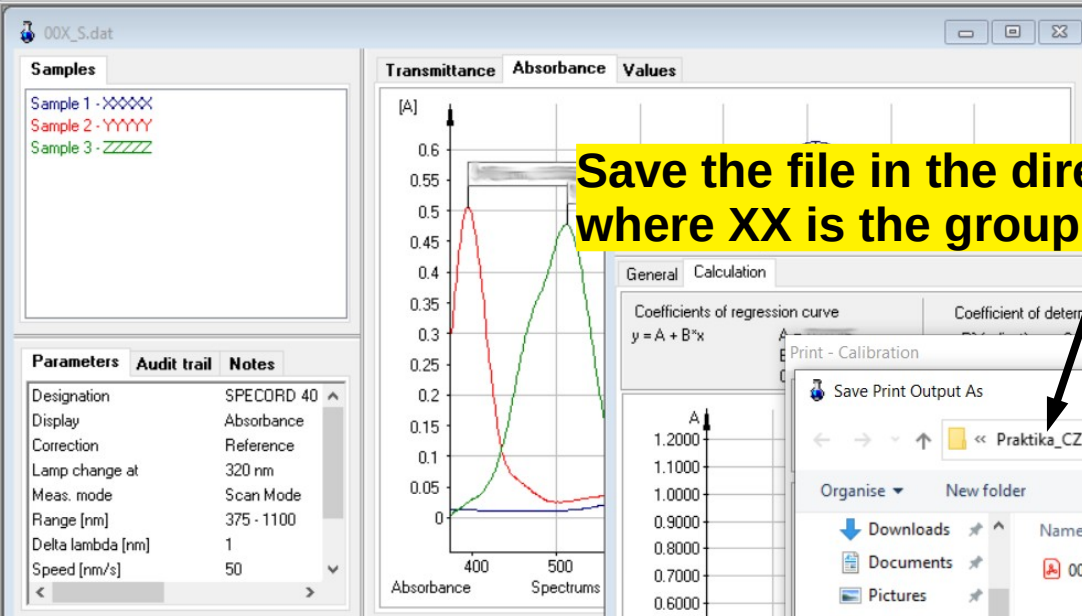 00X_S.dat
Samples
Sample 1 - XXXXX
Sample 2 - YYYYY
Sample 3 - ZZZZZ
Parameters Audit trail Notes
Designation SPECORD 40
Display Absorbance
Correction Reference
Lamp change at 320 nm
Meas. mode Scan Mode
Range [nm] 375 - 1100
Delta lambda [nm] 1
Speed [nm/s] 50
Transmittance Absorbance Values
[A]
0.6
0.55
0.5
0.45
0.4
0.35
0.3
0.25
0.2
0.15
0.1
0.05
0
400 500
Absorbance Spectrums
Save the file in the dire
where XX is the group
General Calculation
Coefficients of regression curve
y = A + B*x
Coefficient of deterr
Print - Calibration
Save Print Output As
« Praktika_CZ
Organise New folder
Downloads
Documents
Pictures
Name
00
A
1.2000
1.1000
1.0000
0.9000
0.8000
0.7000
0.6000